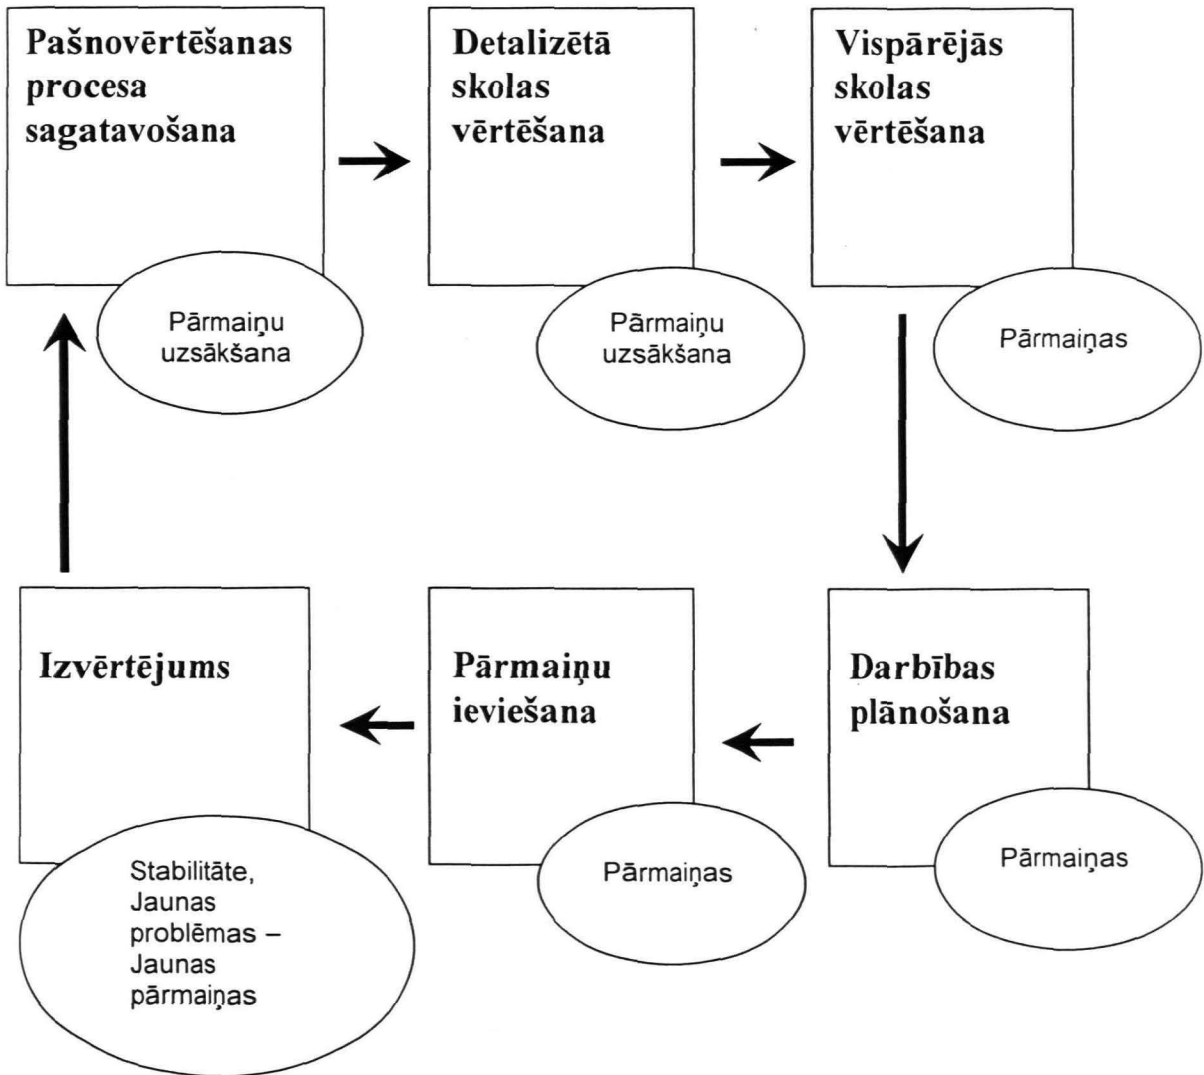 Pašnovērtēšanas
procesa
sagatavošana
Pārmaiņu
uzsākšana
Detalizētā
skolas
vērtēšana
Pārmaiņu
uzsākšana
Vispārējās
skolas
vērtēšana
Pārmaiņas
Darbības
plānošana
Pārmaiņas
Pārmaiņu
ieviešana
Pārmaiņas
Izvērtējums
Stabilitāte,
Jaunas
problēmas –
Jaunas
pārmaiņas